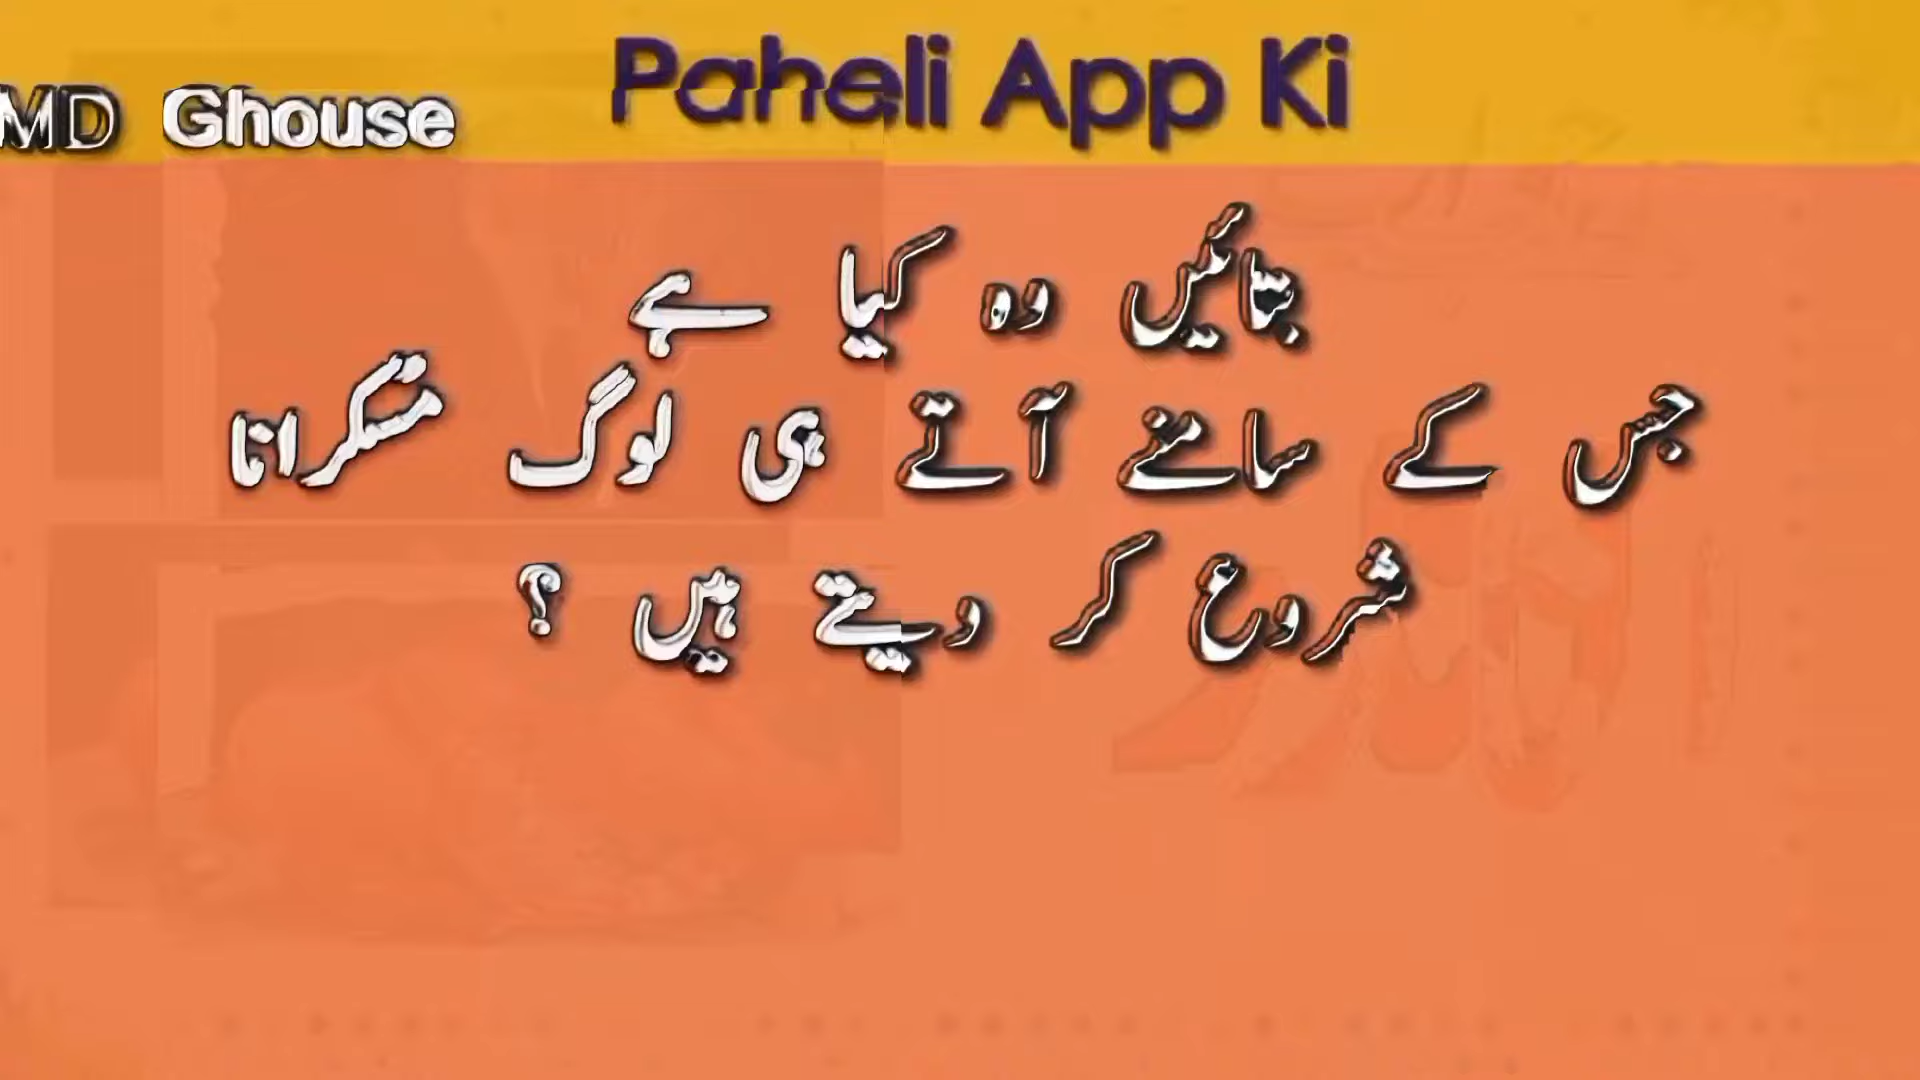 Paheli App Ki
MD Ghouse
بتائیں وہ کیا ہے
جس کے سامنے آتے ہی لوگ مسکرانا
شروع کر دیتے ہیں ؟